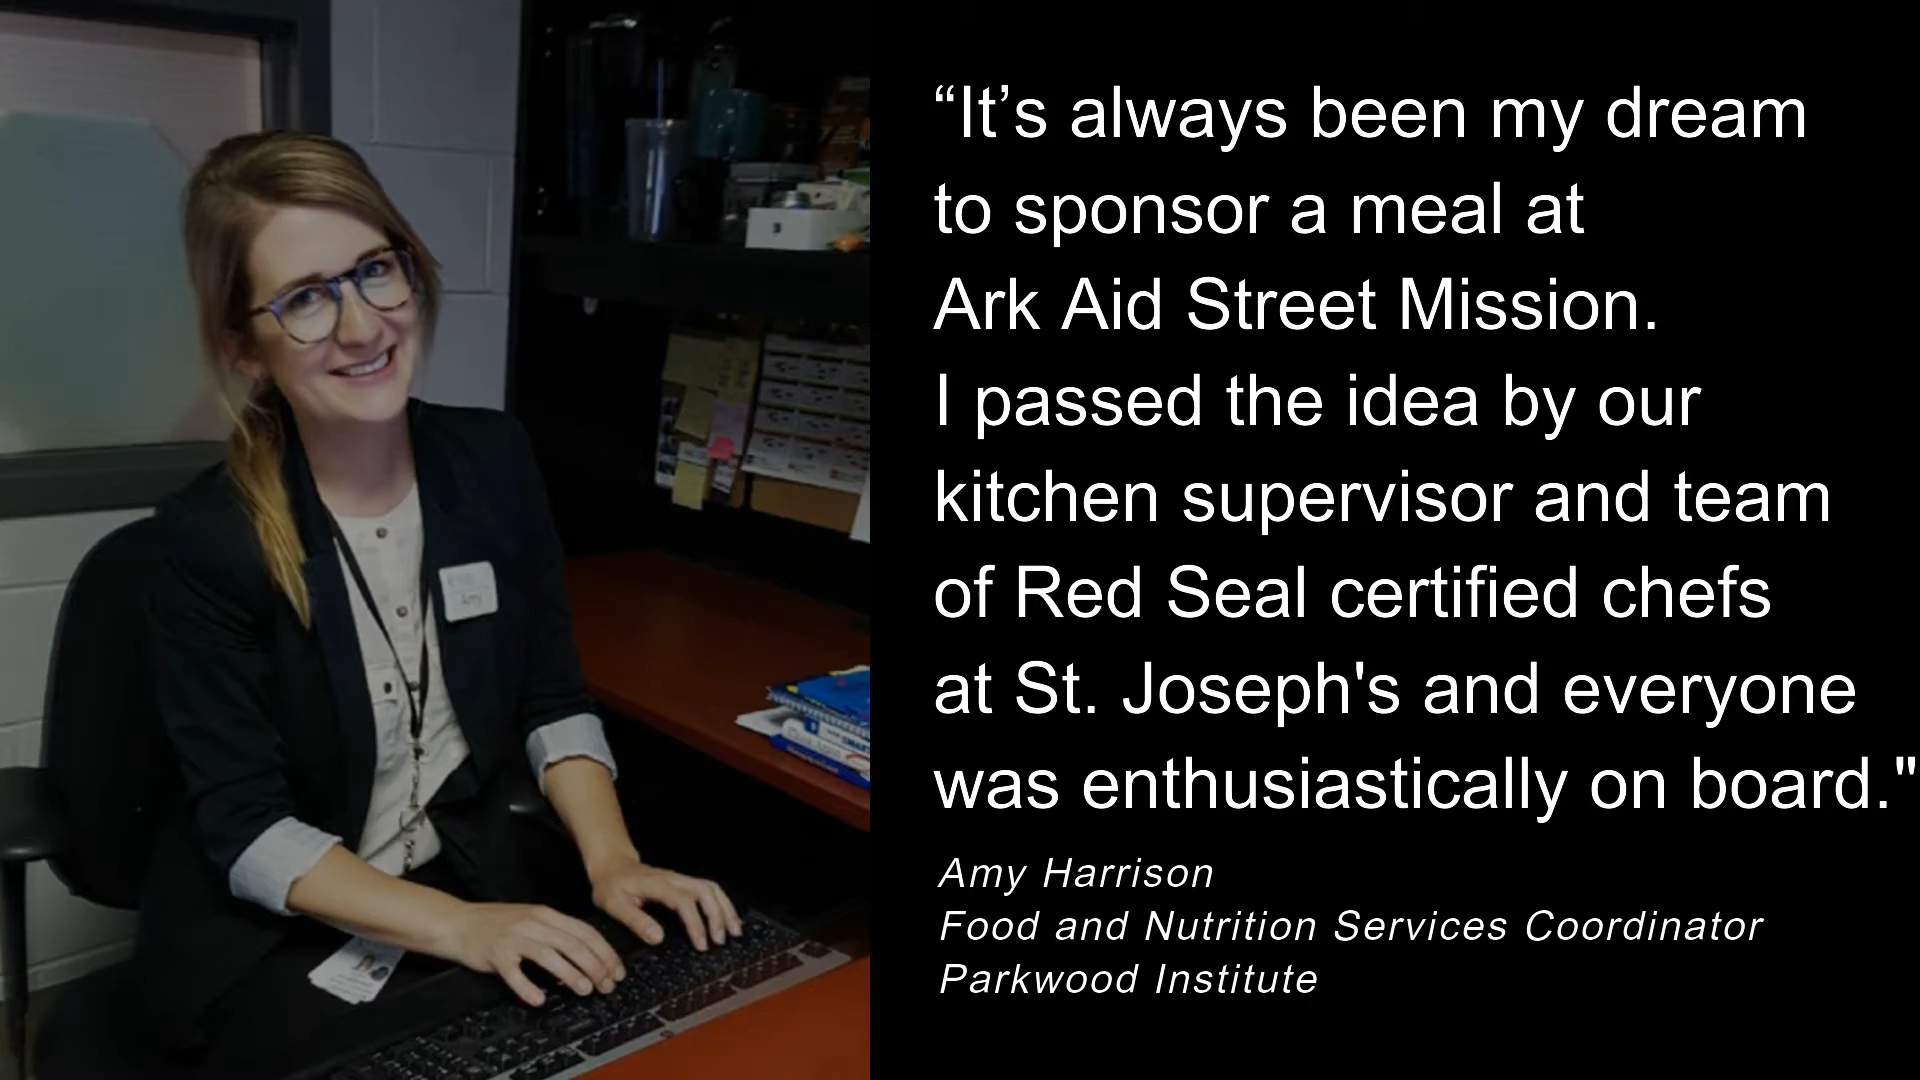 “It’s always been my dream
to sponsor a meal at
Ark Aid Street Mission.
I passed the idea by our
kitchen supervisor and team
of Red Seal certified chefs
at St. Joseph's and everyone
was enthusiastically on board."
Amy Harrison
Food and Nutrition Services Coordinator
Parkwood Institute
Amy